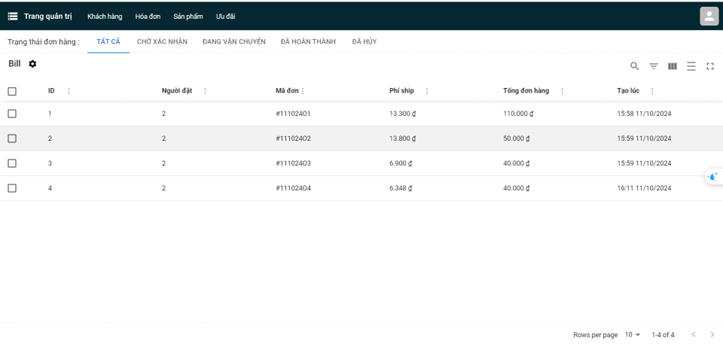 Trang quản trị Khách hàng Hóa đơn Sản phẩm Ưu đãi
Trạng thái đơn hàng : TẤT CẢ CHỜ XÁC NHẬN ĐANG VẬN CHUYỂN ĐÃ HOÀN THÀNH ĐÃ HỦY
Bill
ID Người đặt Mã đơn Phí ship Tổng đơn hàng Tạo lúc
1 2 #111024O1 13.300 ₫ 110.000 ₫ 15:58 11/10/2024
2 2 #111024O2 13.800 ₫ 50.000 ₫ 15:59 11/10/2024
3 2 #111024O3 6.900 ₫ 40.000 ₫ 15:59 11/10/2024
4 2 #111024O4 6.348 ₫ 40.000 ₫ 16:11 11/10/2024
Rows per page 10 1-4 of 4